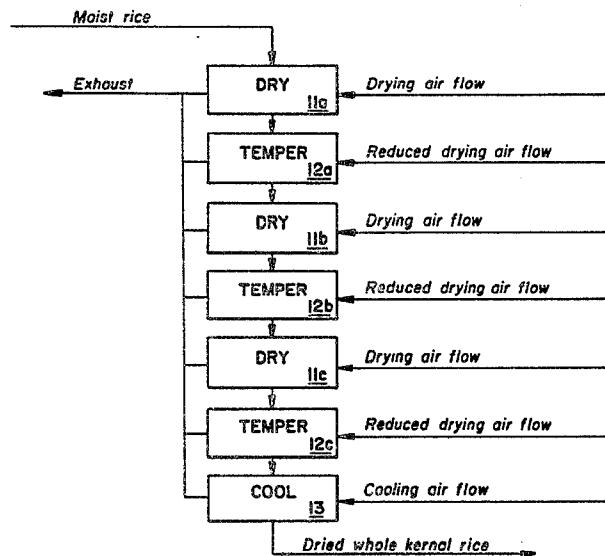 Moist rice
Exhaust
DRY
11a
Drying air flow
TEMPER
12a
Reduced drying air flow
DRY
11b
Drying air flow
TEMPER
12b
Reduced drying air flow
DRY
11c
Drying air flow
TEMPER
12c
Reduced drying air flow
COOL
13
Cooling air flow
Dried whole kernal rice